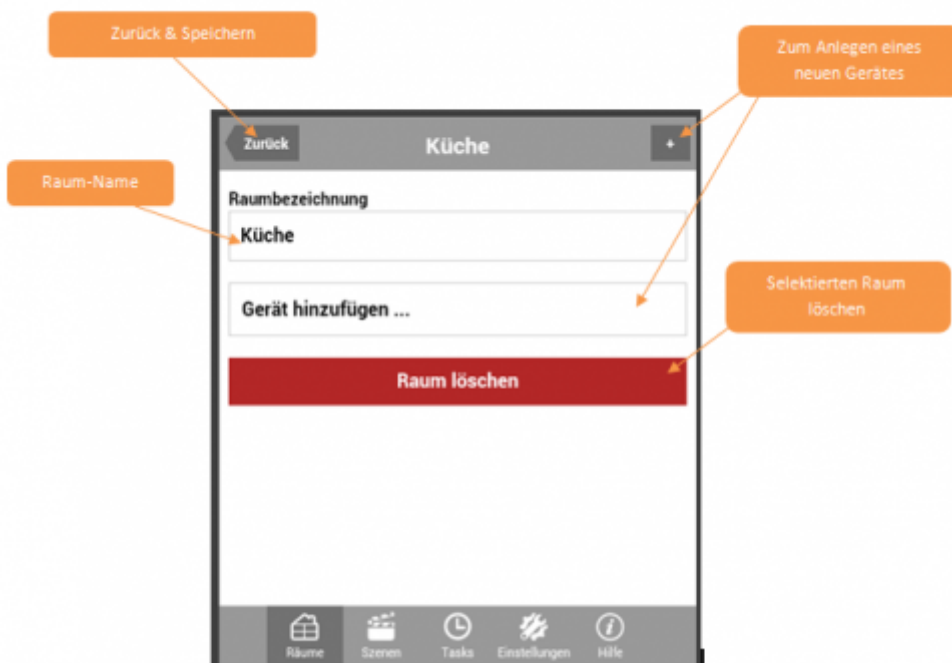 Zurück & Speichern
Zum Anlegen eines
neuen Gerätes
Zurück
Küche
+
Raum-Name
Raumbezeichnung
Küche
Gerät hinzufügen ...
Selektierten Raum
löschen
Raum löschen
Räume
Szenen
Tasks
Einstellungen
Hilfe